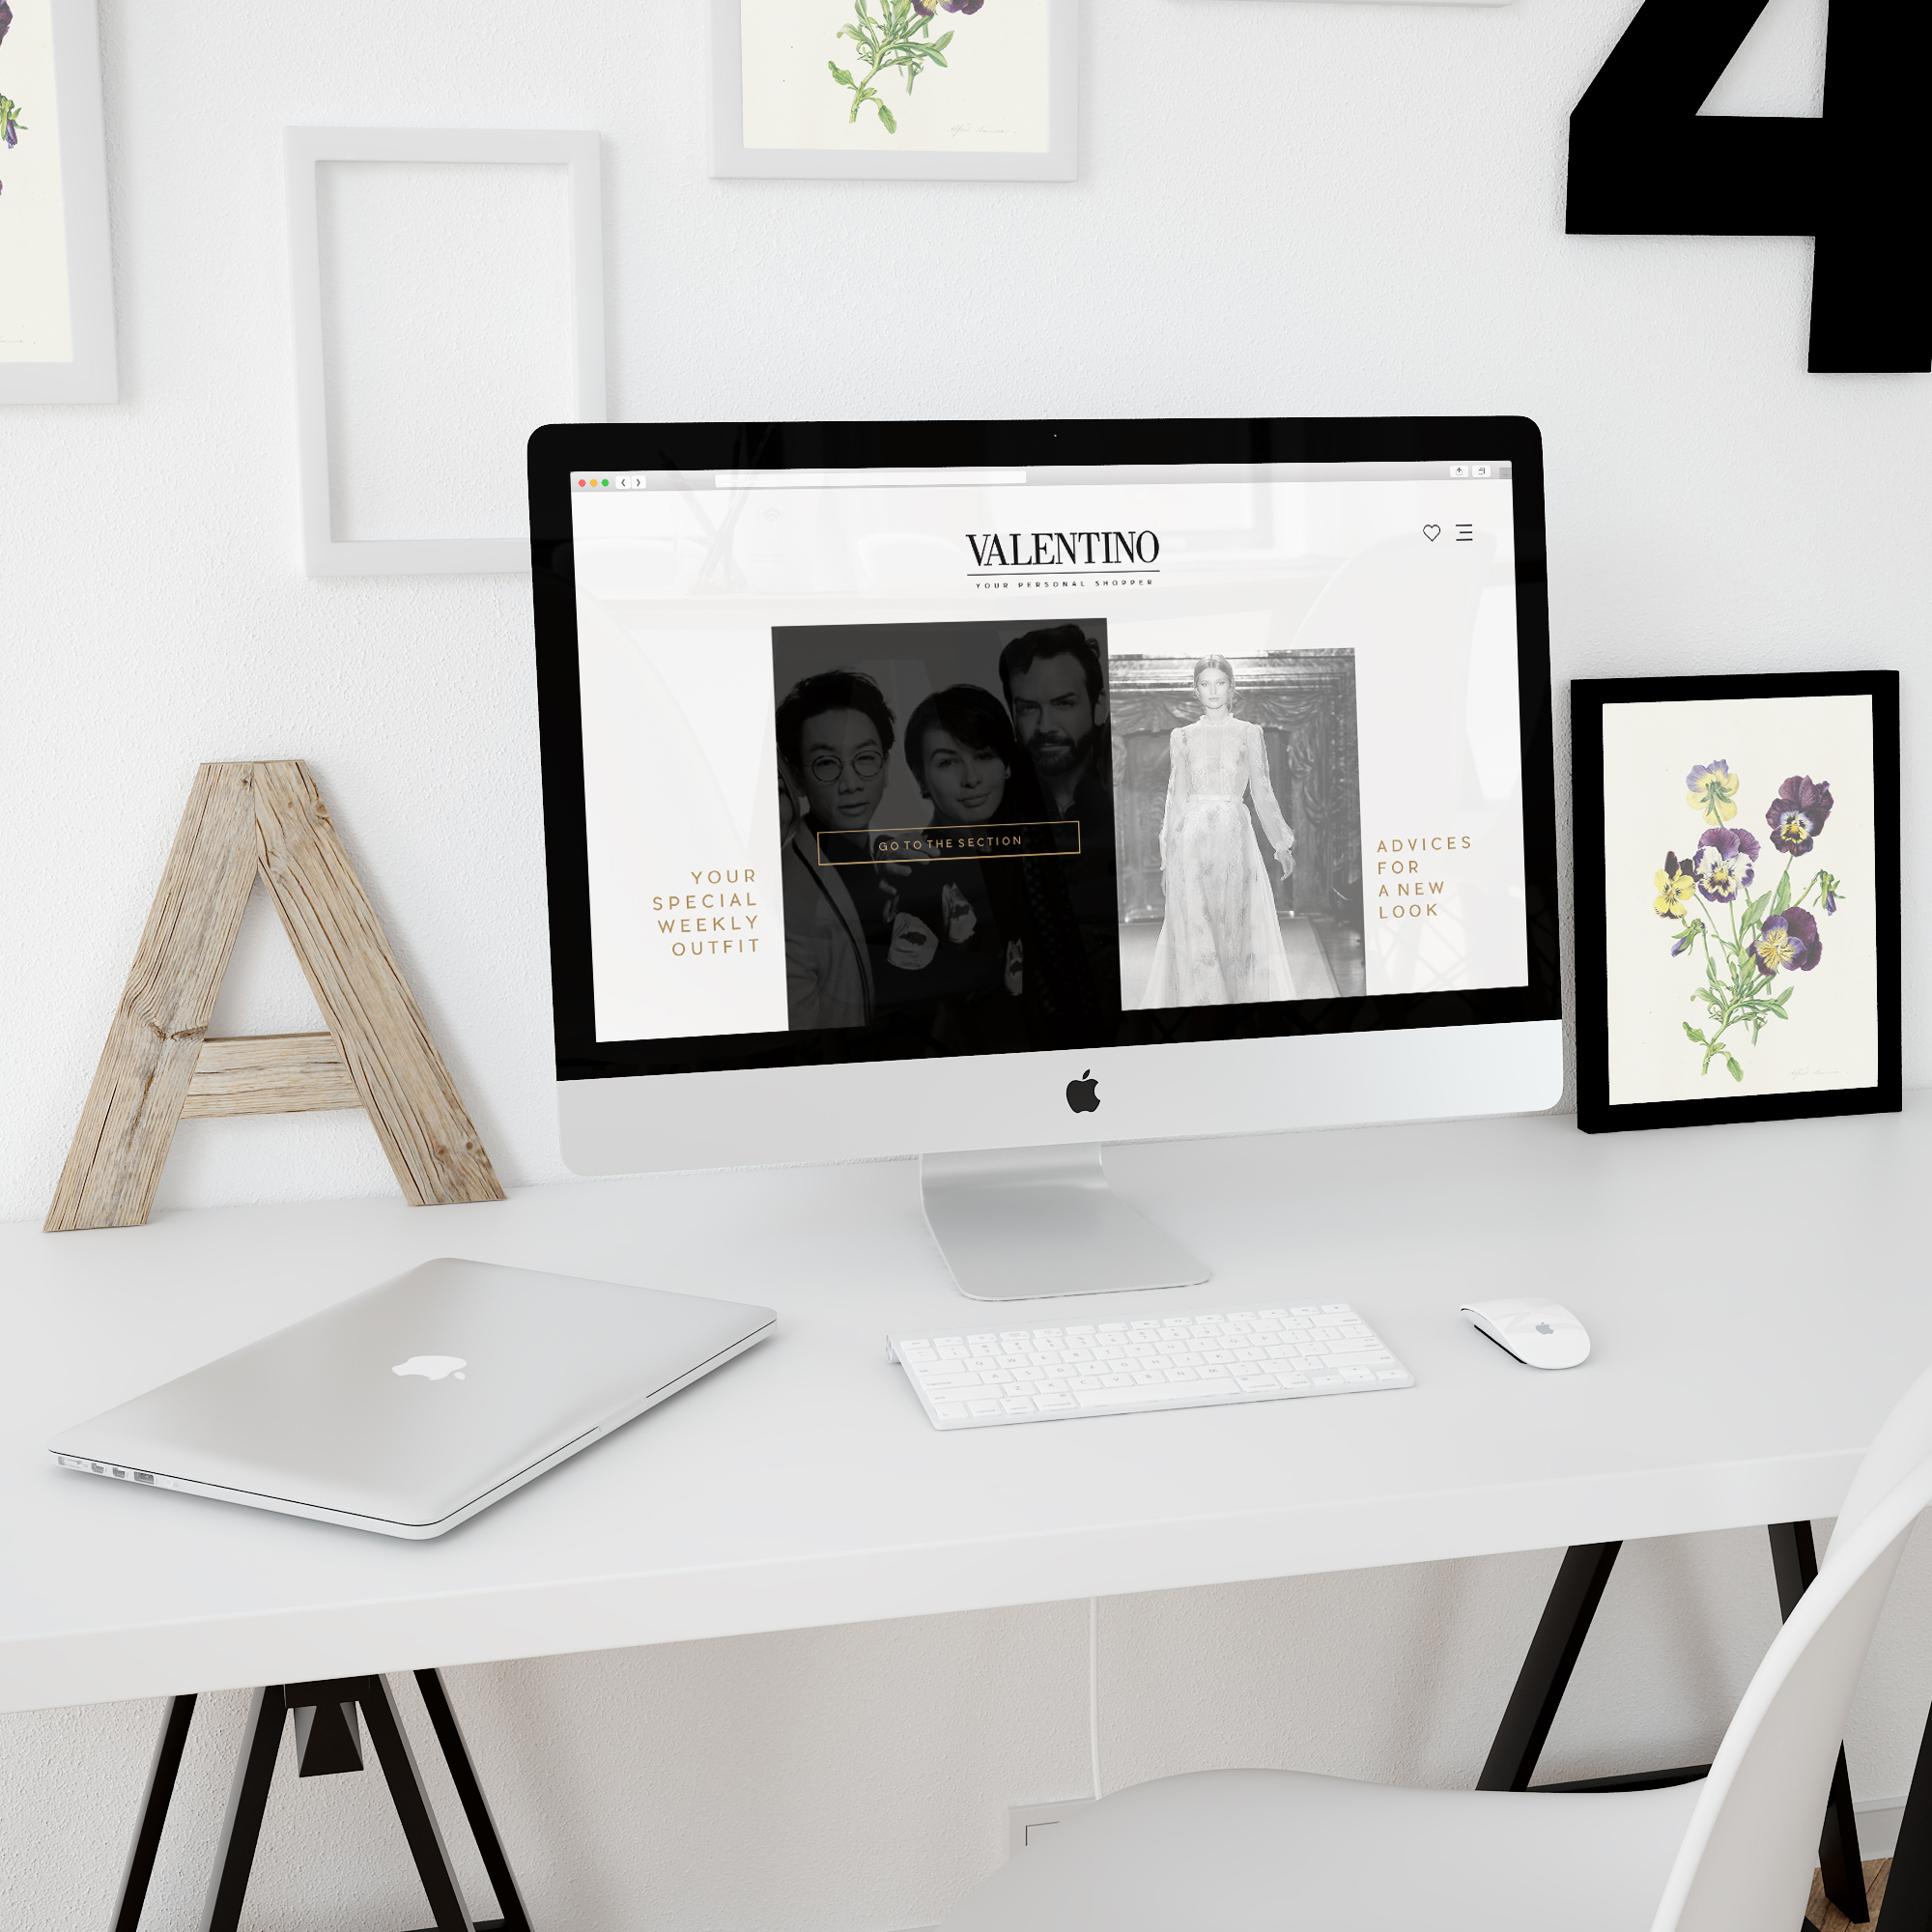 4
VALENTINO
YOUR PERSONAL SHOPPER
GO TO THE SECTION
YOUR
SPECIAL
WEEKLY
OUTFIT
ADVICES
FOR
A NEW
LOOK
A